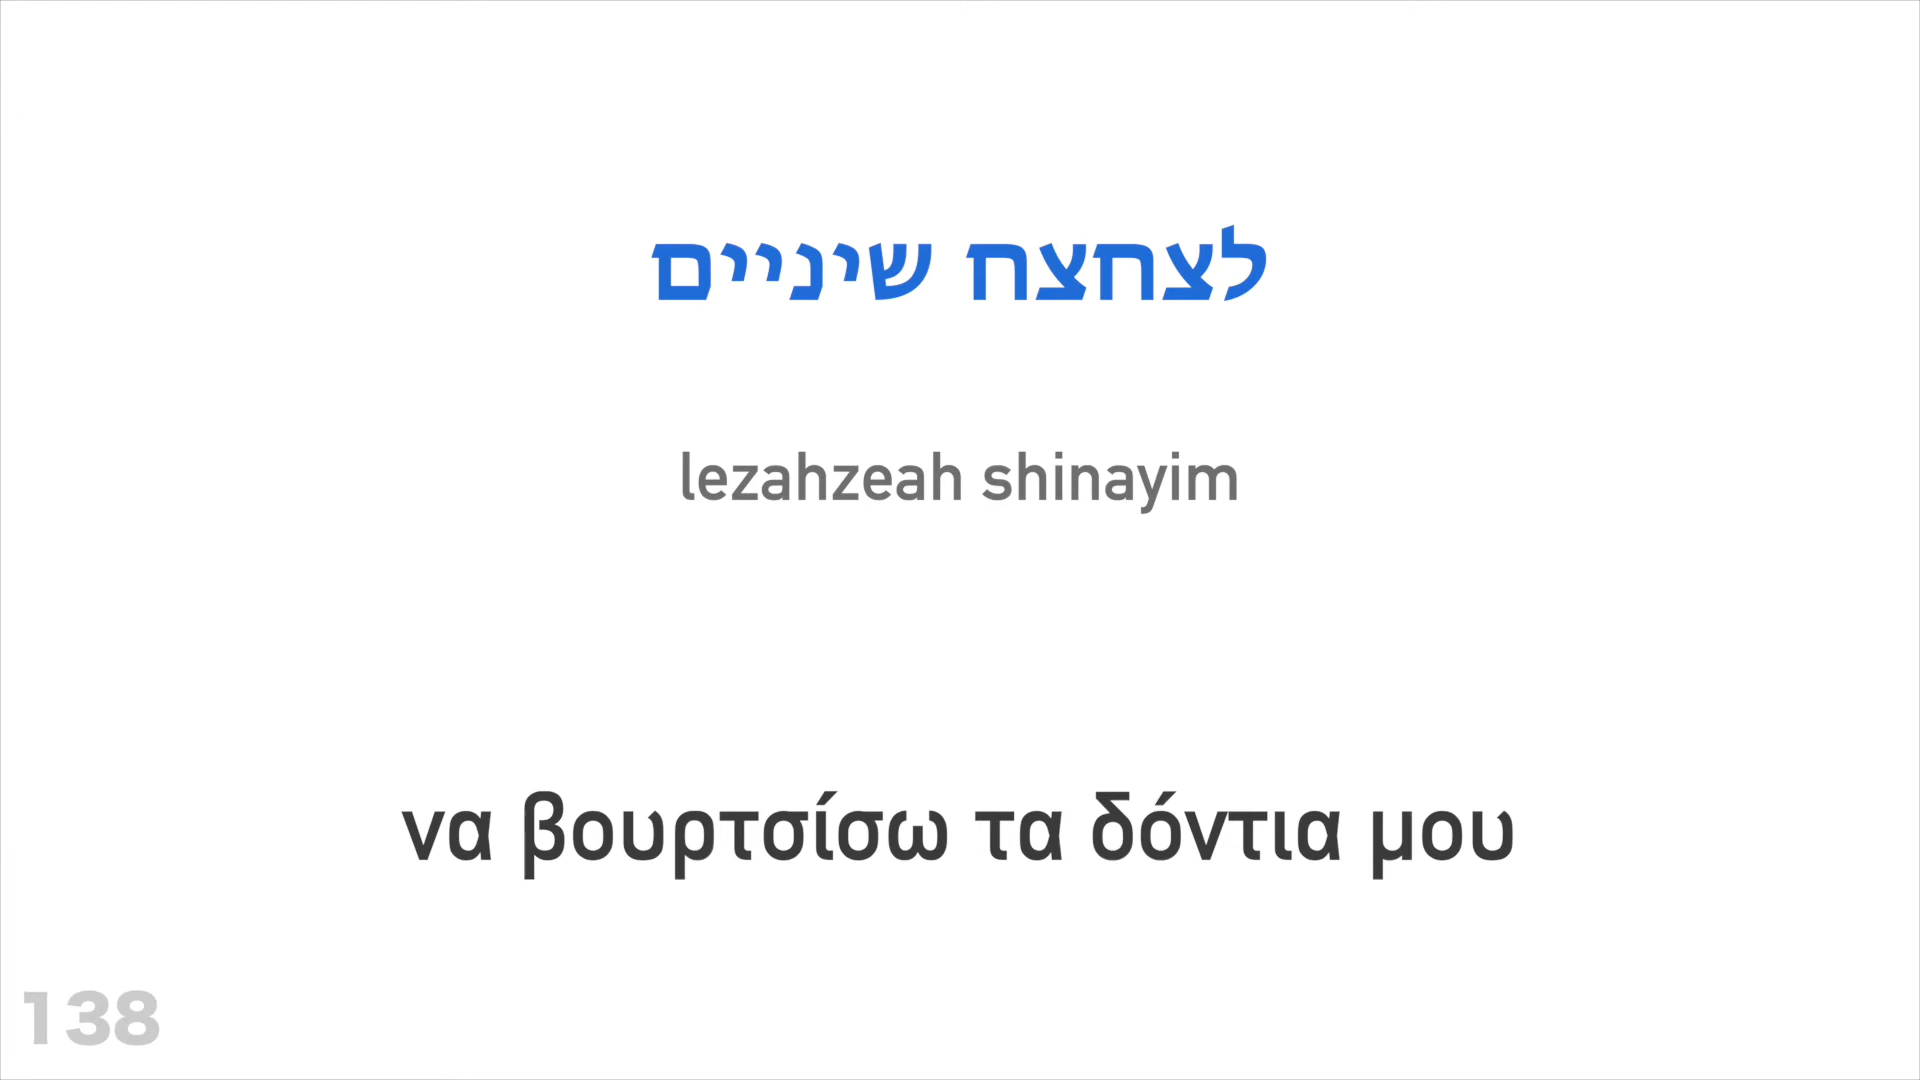 לצחצח שיניים
lezahzeah shinayim
να βουρτσίσω τα δόντια μου
138